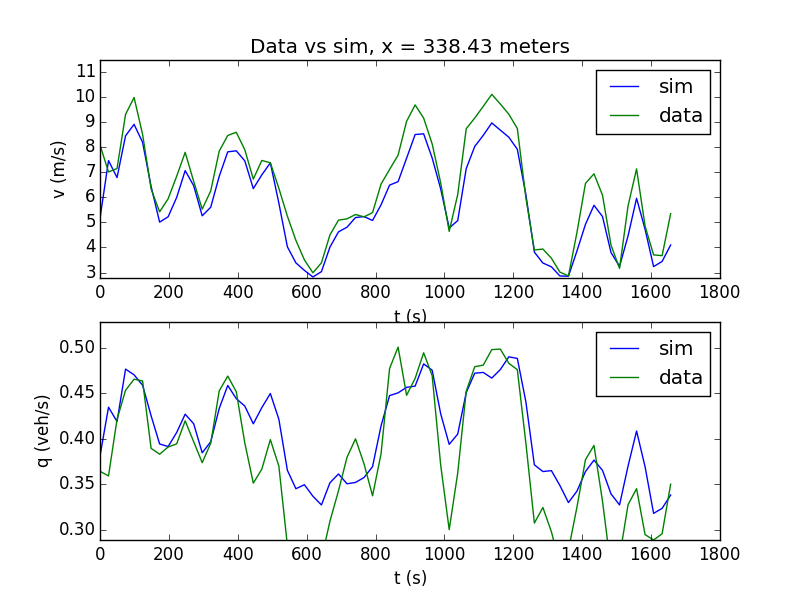 Data vs sim, x = 338.43 meters
v (m/s)
11
10
9
8
7
6
5
4
3
sim
data
0 200 400 600 800 1000 1200 1400 1600 1800
t (s)
q (veh/s)
0.50
0.45
0.40
0.35
0.30
sim
data
0 200 400 600 800 1000 1200 1400 1600 1800
t (s)